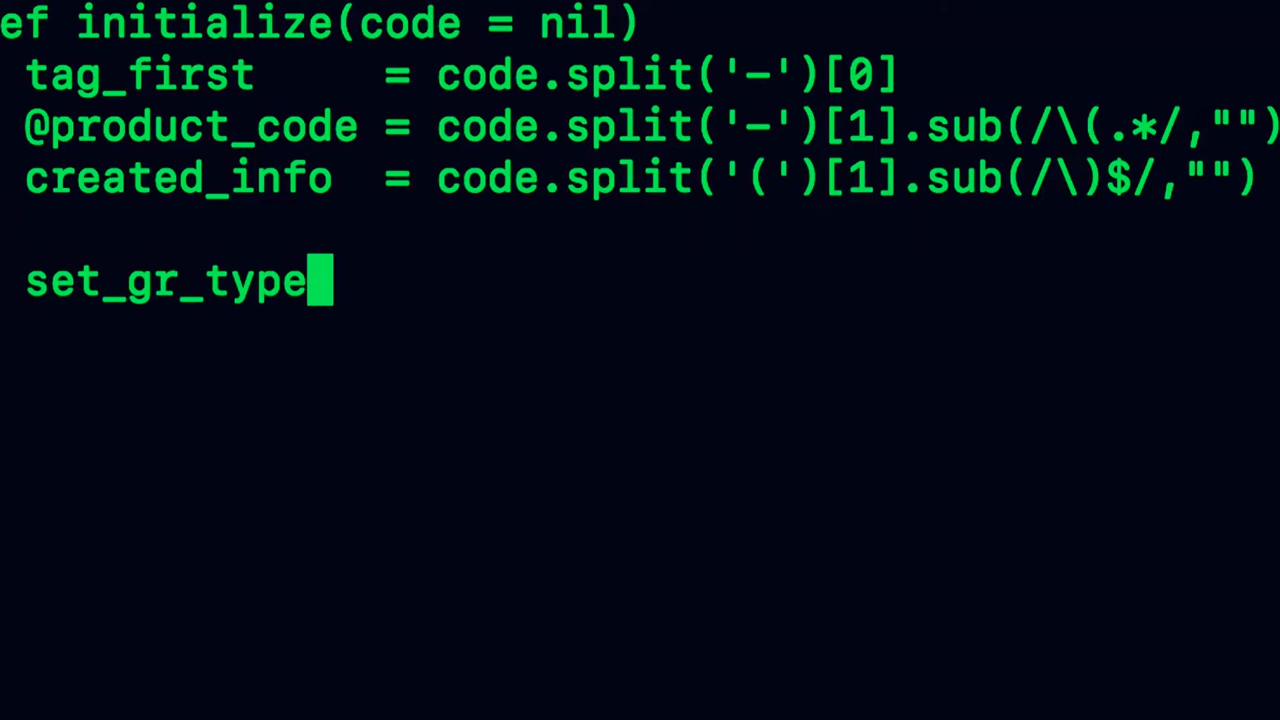 ef initialize(code = nil)
tag_first = code.split('-')[0]
@product_code = code.split('-')[1].sub(/\(.*/,"")
created_info = code.split('(')[1].sub(/\)$/,"")
set_gr_type